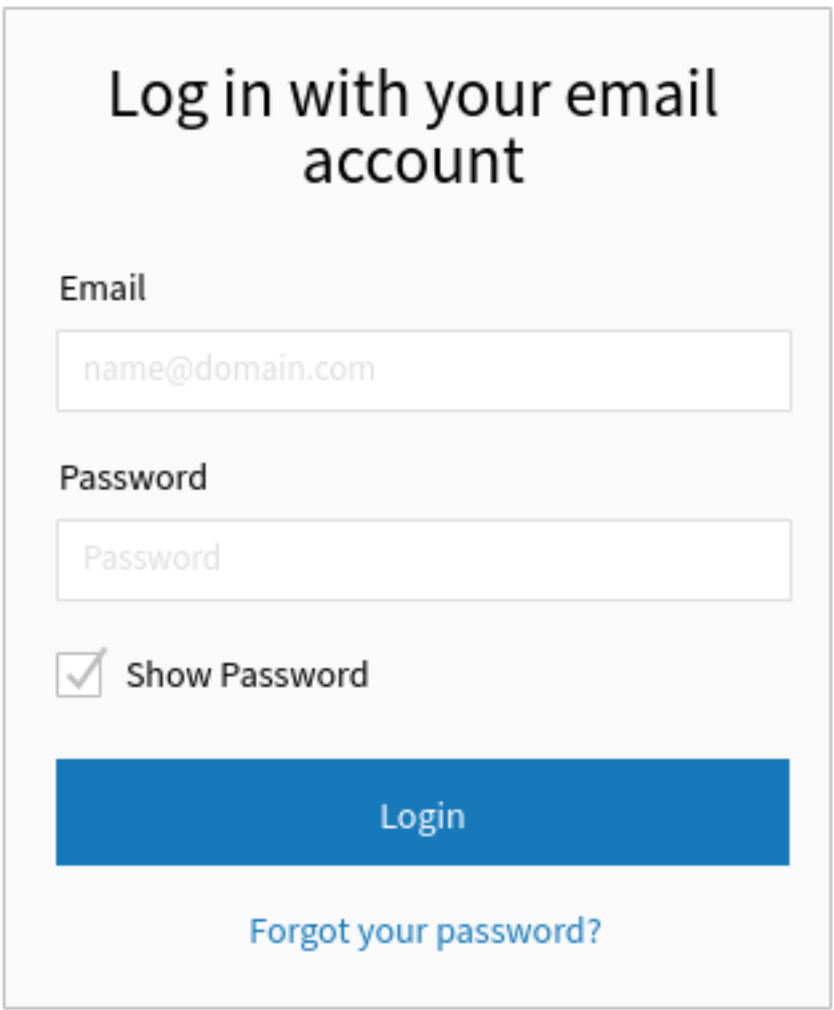 Log in with your email
account
Email
name@domain.com
Password
Password
Show Password
Login
Forgot your password?